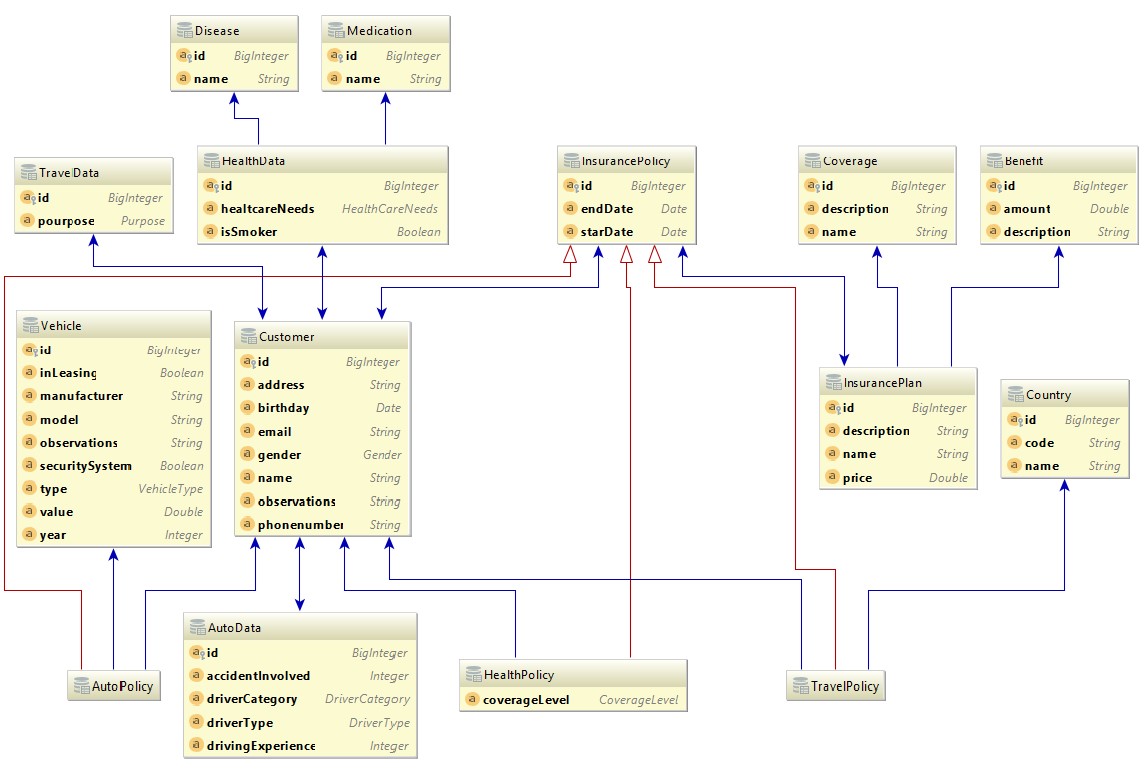 Disease
id BigInteger
name String
Medication
id BigInteger
name String
TravelData
id BigInteger
pourpose Purpose
HealthData
id BigInteger
healtcareNeeds HealthCareNeeds
isSmoker Boolean
InsurancePolicy
id BigInteger
endDate Date
starDate Date
Coverage
id BigInteger
description String
name String
Benefit
id BigInteger
amount Double
description String
Vehicle
id BigInteger
inLeasing Boolean
manufacturer String
model String
observations String
securitySystem Boolean
type VehicleType
value Double
year Integer
Customer
id BigInteger
address String
birthday Date
email String
gender Gender
name String
observations String
phonenumber String
InsurancePlan
id BigInteger
description String
name String
price Double
Country
id BigInteger
code String
name String
AutoPolicy
AutoData
id BigInteger
accidentInvolved Integer
driverCategory DriverCategory
driverType DriverType
drivingExperience Integer
HealthPolicy
coverageLevel CoverageLevel
TravelPolicy